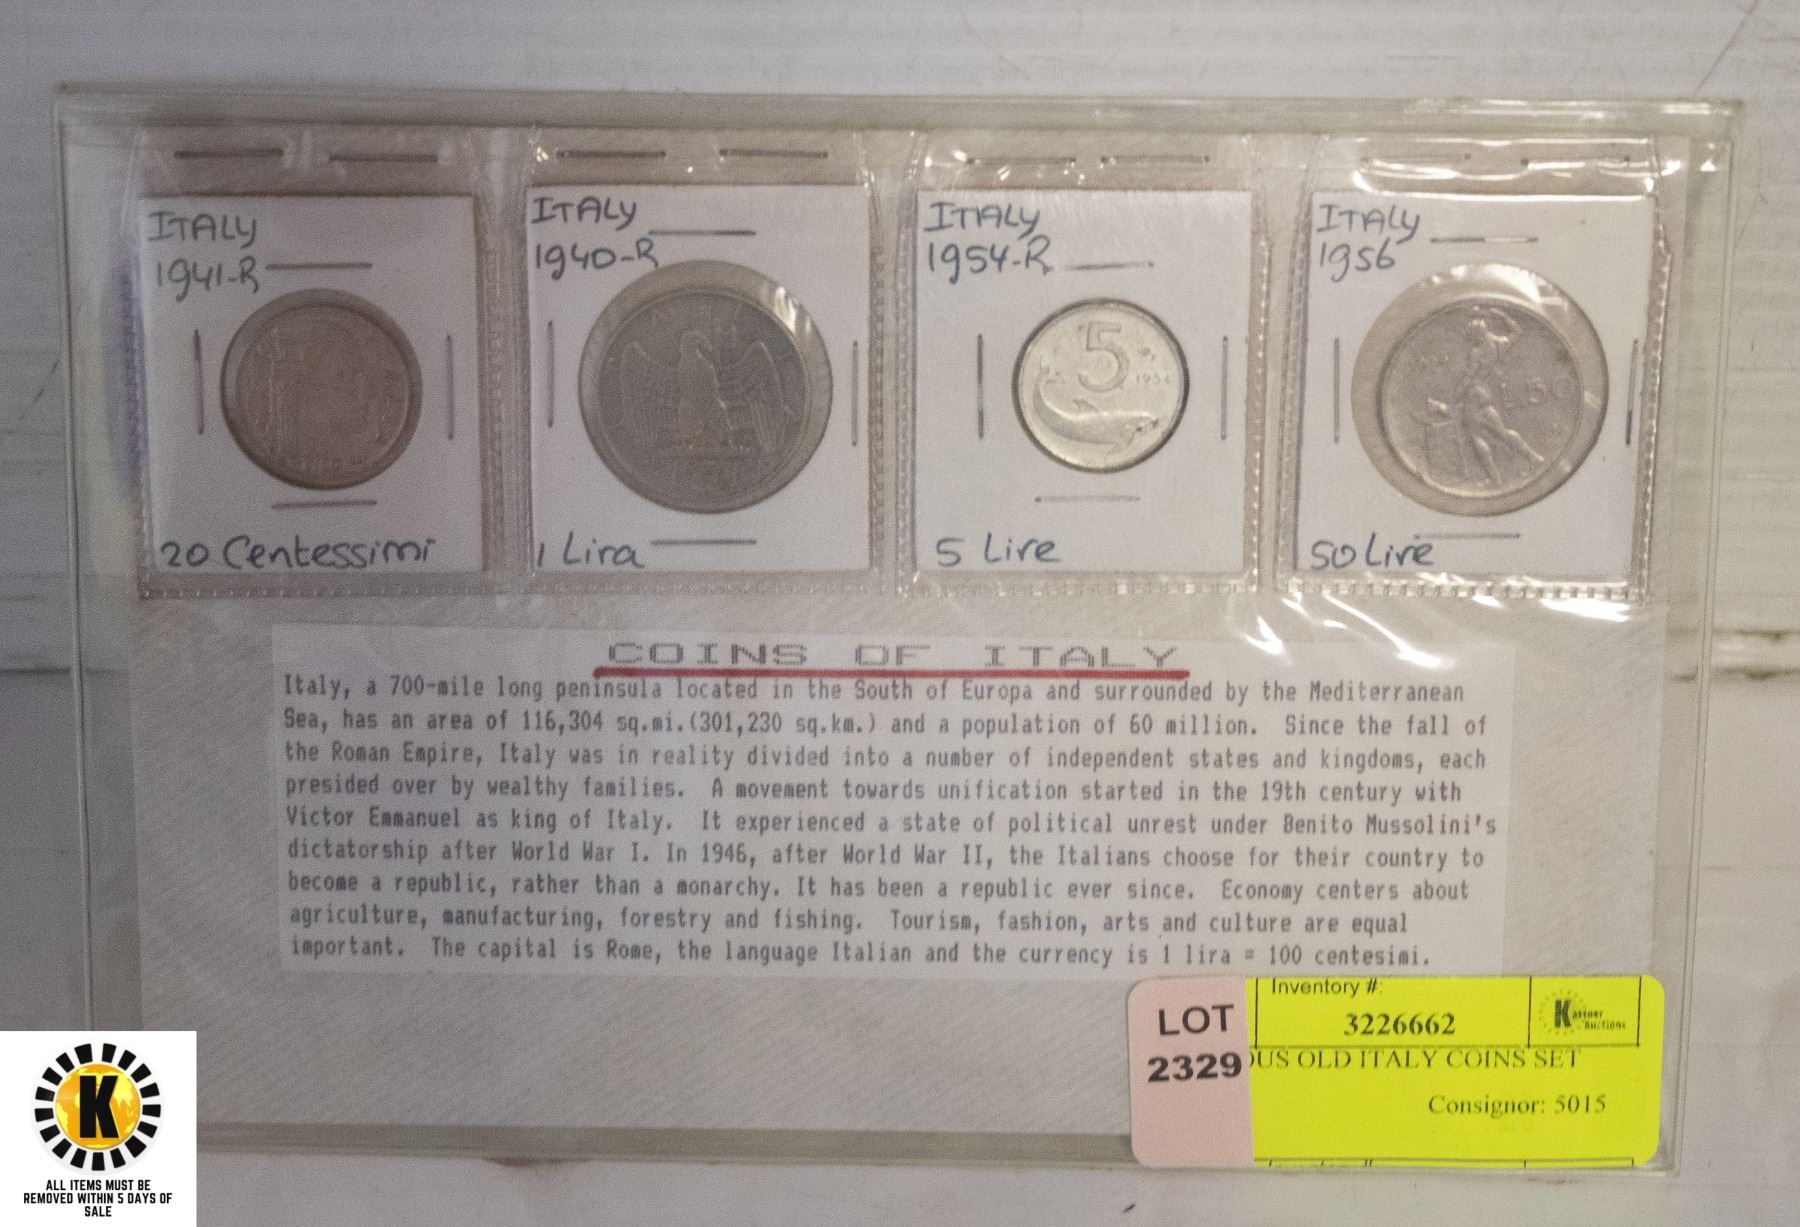 ITALY
1941-R
20 Centessimi
ITALY
1940-R
1 Lira
ITALY
1954-R
5 1954
5 Lire
ITALY
1956
L50
50 Lire
COINS OF ITALY
Italy, a 700-mile long peninsula located in the South of Europa and surrounded by the Mediterranean
Sea, has an area of 116,304 sq.mi.(301,230 sq.km.) and a population of 60 million. Since the fall of
the Roman Empire, Italy was in reality divided into a number of independent states and kingdoms, each
presided over by wealthy families. A movement towards unification started in the 19th century with
Victor Emmanuel as king of Italy. It experienced a state of political unrest under Benito Mussolini's
dictatorship after World War I. In 1946, after World War II, the Italians choose for their country to
become a republic, rather than a monarchy. It has been a republic ever since. Economy centers about
agriculture, manufacturing, forestry and fishing. Tourism, fashion, arts and culture are equal
important. The capital is Rome, the language Italian and the currency is 1 lira = 100 centesimi.
LOT
2329
Inventory #:
3226662
Kastner
Auctions
OUS OLD ITALY COINS SET
Consignor: 5015
K
ALL ITEMS MUST BE
REMOVED WITHIN 5 DAYS OF
SALE